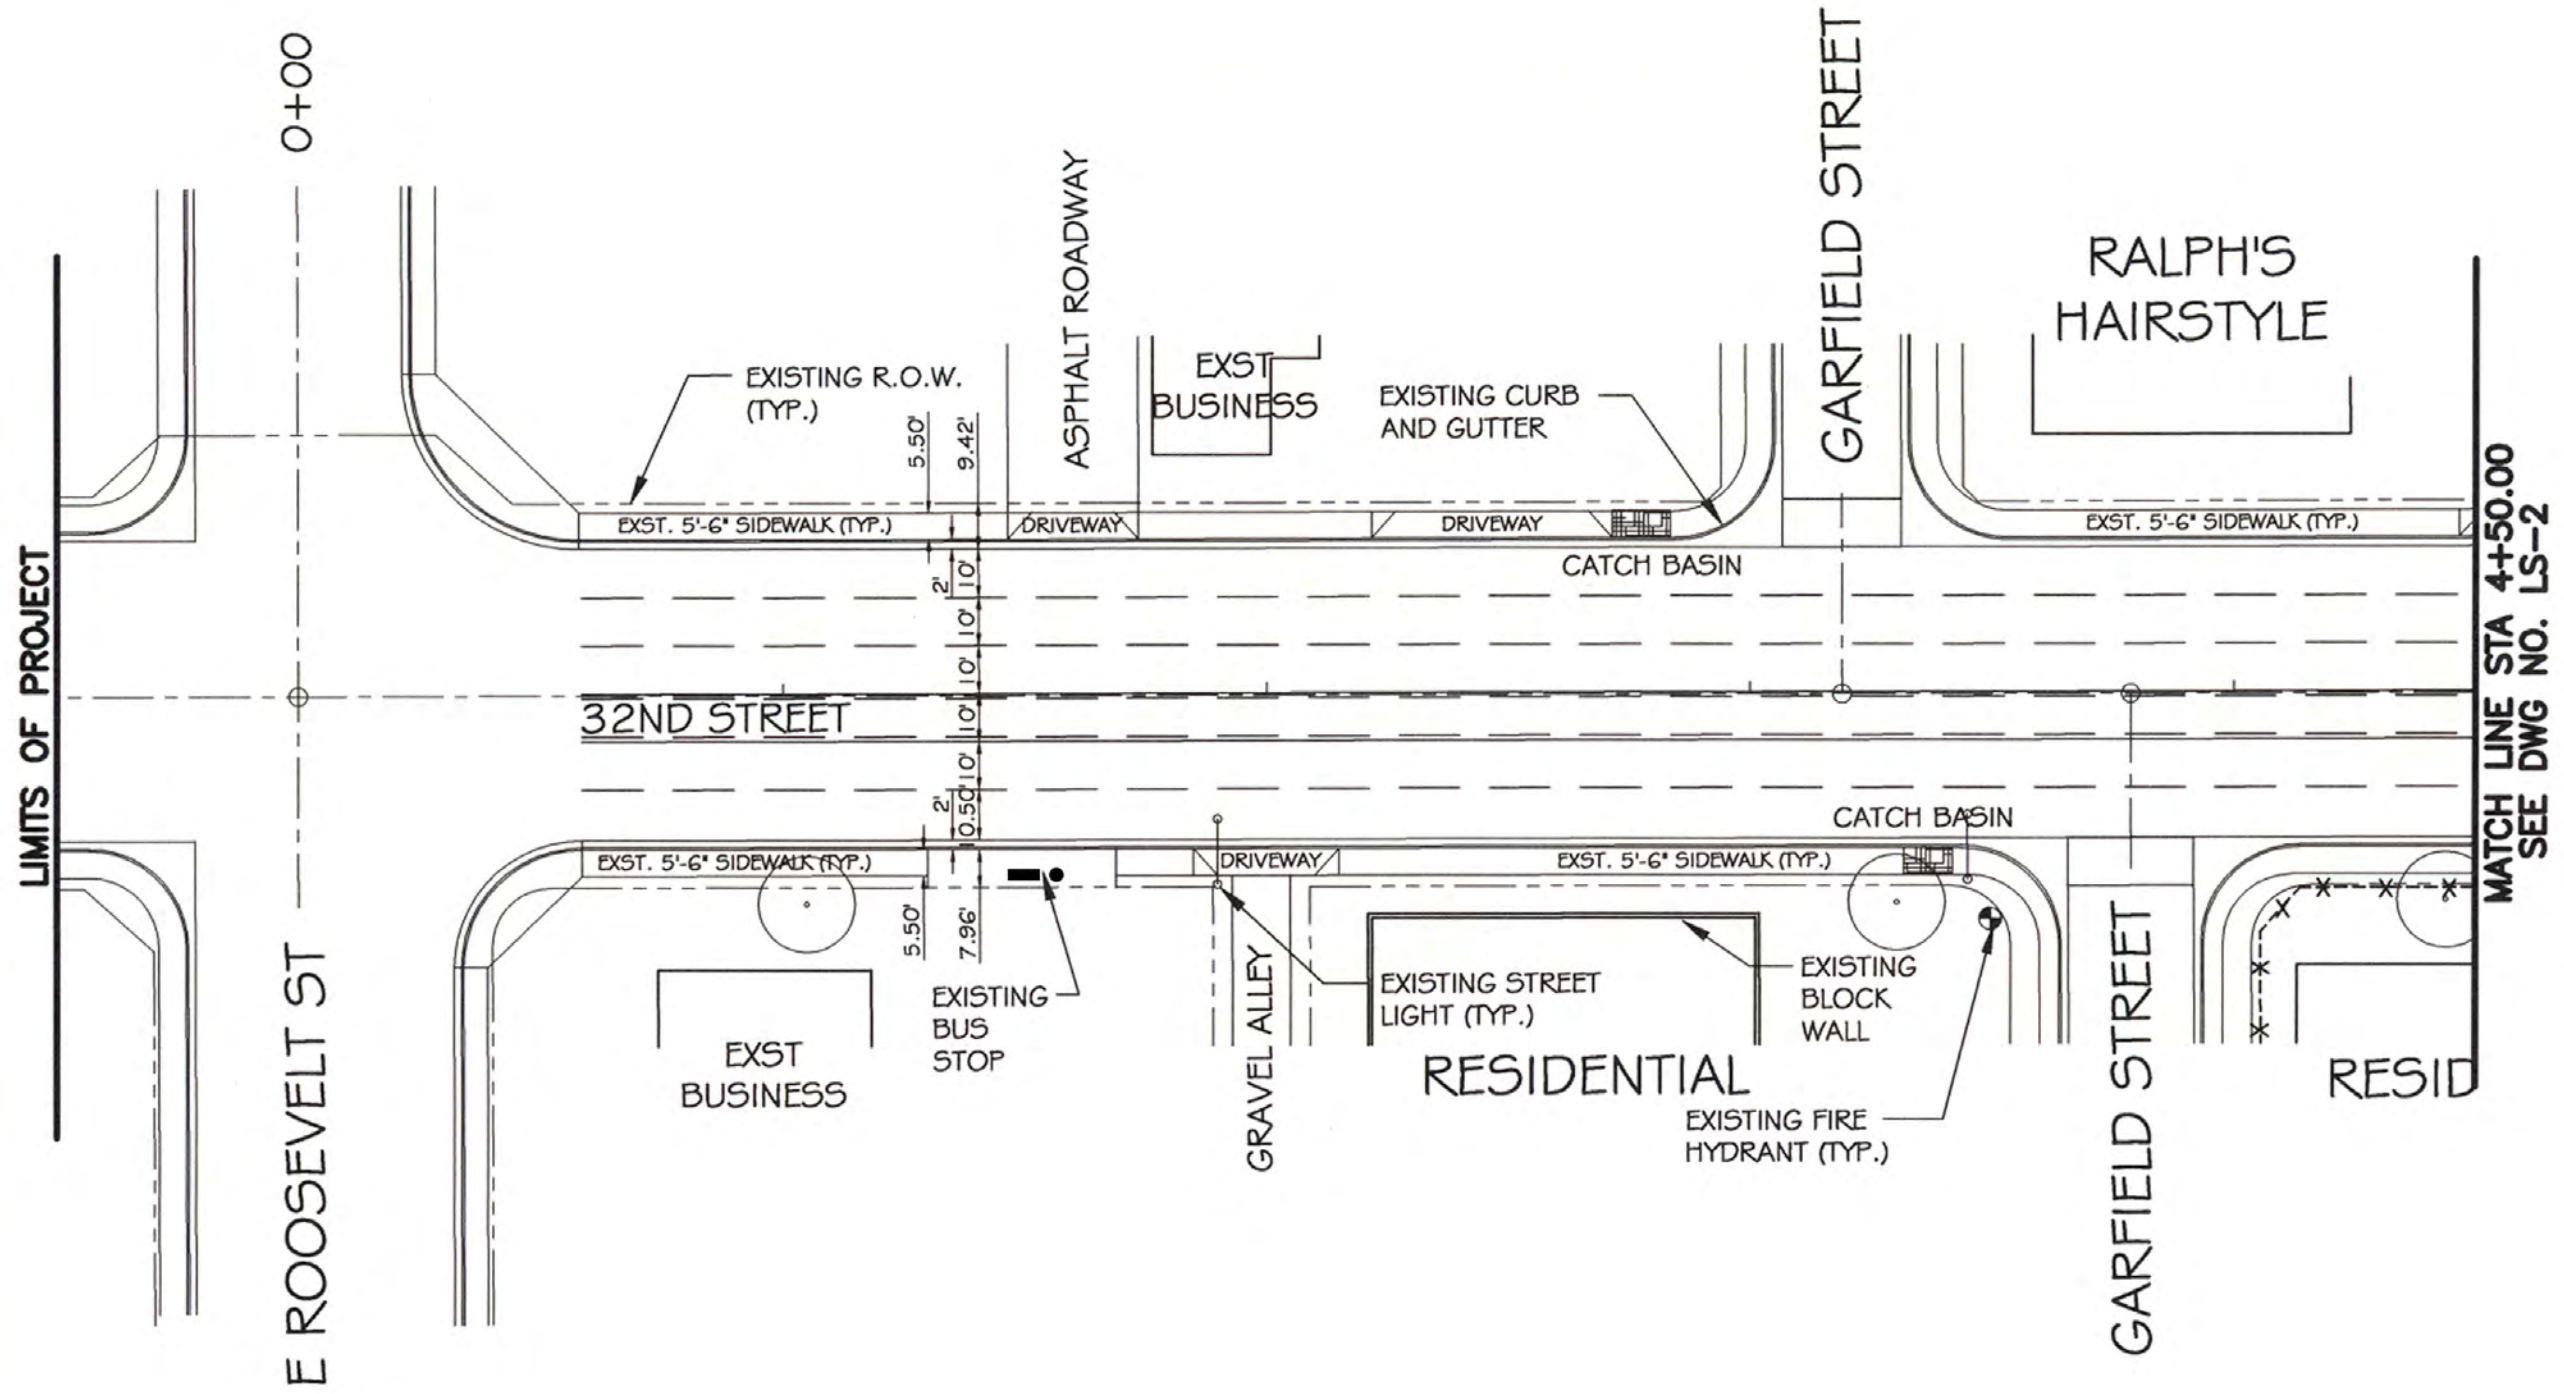 0+00
GARFIELD STREET
RALPH'S
HAIRSTYLE
ASPHALT ROADWAY
EXISTING R.O.W.
(TYP.)
EXST
BUSINESS
EXISTING CURB
AND GUTTER
5.50'
9.42'
EXST. 5'-6" SIDEWALK (TYP.)
DRIVEWAY
DRIVEWAY
EXST. 5'-6" SIDEWALK (TYP.)
CATCH BASIN
2'
10'
10'
10'
32ND STREET
10'
10'
2'
10.50'
CATCH BASIN
EXST. 5'-6" SIDEWALK (TYP.)
DRIVEWAY
EXST. 5'-6" SIDEWALK (TYP.)
5.50'
7.96'
LIMITS OF PROJECT
MATCH LINE STA 4+50.00
SEE DWG NO. LS-2
E ROOSEVELT ST
EXST
BUSINESS
EXISTING
BUS
STOP
GRAVEL ALLEY
EXISTING STREET
LIGHT (TYP.)
EXISTING
BLOCK
WALL
RESIDENTIAL
EXISTING FIRE
HYDRANT (TYP.)
GARFIELD STREET
RESID